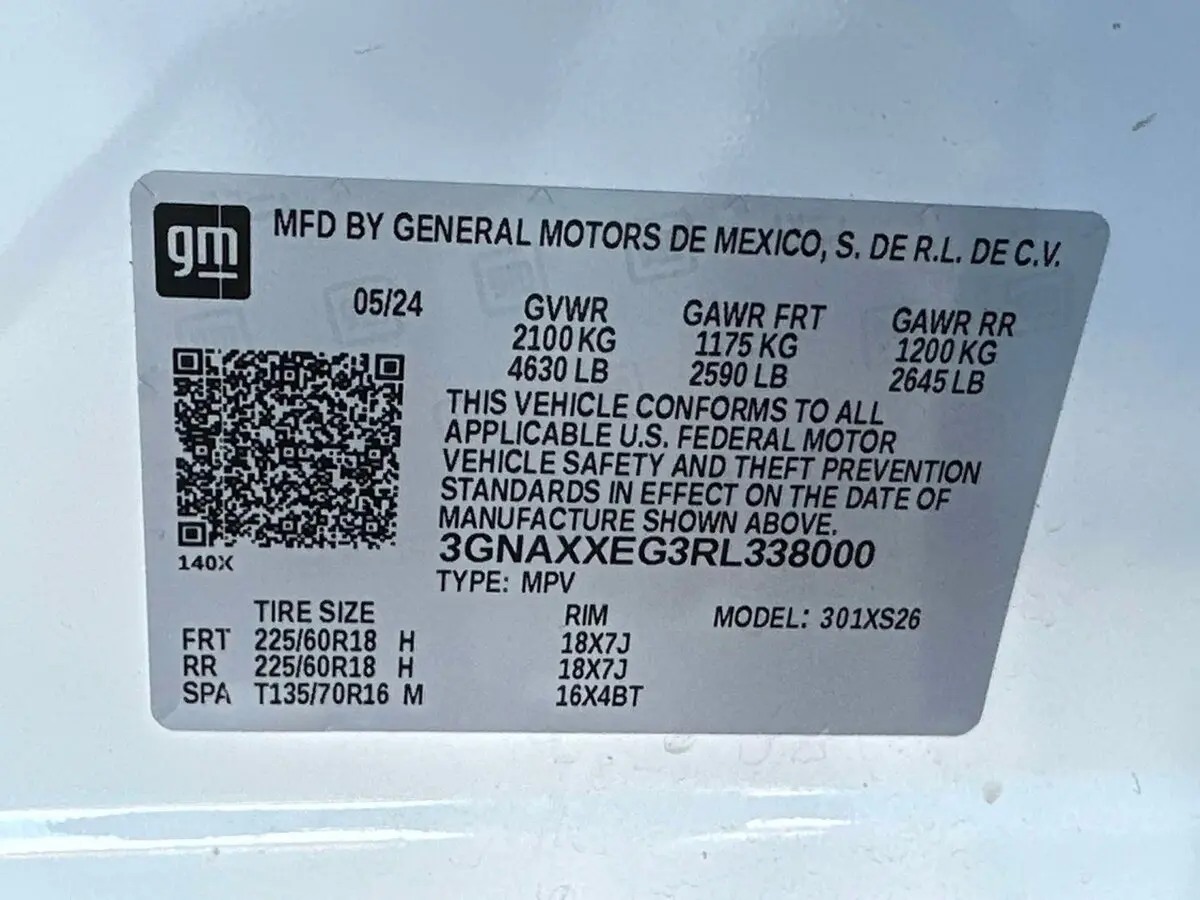 gm
MFD BY GENERAL MOTORS DE MEXICO, S. DE R.L. DE C.V.
05/24 GVWR GAWR FRT GAWR RR
2100 KG 1175 KG 1200 KG
4630 LB 2590 LB 2645 LB
THIS VEHICLE CONFORMS TO ALL
APPLICABLE U.S. FEDERAL MOTOR
VEHICLE SAFETY AND THEFT PREVENTION
STANDARDS IN EFFECT ON THE DATE OF
MANUFACTURE SHOWN ABOVE.
3GNAXXEG3RL338000
140X
TYPE: MPV
TIRE SIZE RIM MODEL: 301XS26
FRT 225/60R18 H 18X7J
RR 225/60R18 H 18X7J
SPA T135/70R16 M 16X4BT